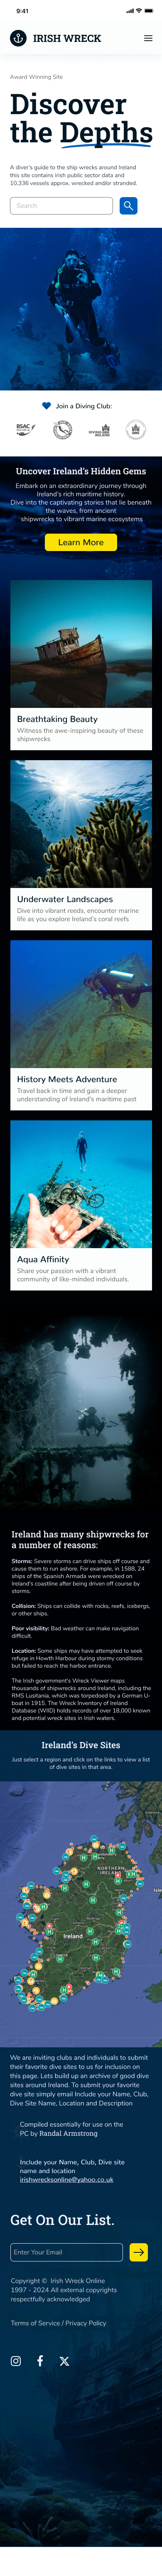 9:41
IRISH WRECK
Award Winning Site
Discover
the Depths
A diver's guide to the ship wrecks around Ireland
this site contains irish public sector data and
10,336 vessels approx. wrecked and/or stranded.
Search
Join a Diving Club:
BSAC
Uncover Ireland's Hidden Gems
Embark on an extraordinary journey through
Ireland's rich maritime history.
Dive into the captivating stories that lie beneath
the waves, from ancient
shipwrecks to vibrant marine ecosystems
Learn More
Breathtaking Beauty
Witness the awe-inspiring beauty of these
shipwrecks
Underwater Landscapes
Dive into vibrant reefs, encounter marine
life as you explore Ireland's coral reefs
History Meets Adventure
Travel back in time and gain a deeper
understanding of Ireland's maritime past
Aqua Affinity
Share your passion with a vibrant
community of like-minded individuals.
Ireland has many shipwrecks for
a number of reasons:
Storms: Severe storms can drive ships off course and
cause them to run ashore. For example, in 1588, 24
ships of the Spanish Armada were wrecked on
Ireland's coastline after being driven off course by
storms.
Collision: Ships can collide with rocks, reefs, icebergs,
or other ships.
Poor visibility: Bad weather can make navigation
difficult.
Location: Some ships may have attempted to seek
refuge in Howth Harbour during stormy conditions
but failed to reach the harbor entrance.
The Irish government's Wreck Viewer maps
thousands of shipwrecks around Ireland, including the
RMS Lusitania, which was torpedoed by a German U-
boat in 1915. The Wreck Inventory of Ireland
Database (WIID) holds records of over 18,000 known
and potential wreck sites in Irish waters.
Ireland's Dive Sites
Just select a region and click on the links to view a list
of dive sites in that area.
NORTHERN
IRELAND
Isle
Ireland
We are inviting clubs and individuals to submit
their favorite dive sites to us for inclusion on
this page. Lets build up an archive of good dive
sites around Ireland. To submit your favorite
dive site simply email Include your Name, Club,
Dive Site Name, Location and Description
Compiled essentially for use on the
PC by Randal Armstrong
Include your Name, Club, Dive site
name and location
irishwrecksonline@yahoo.co.uk
Get On Our List.
Enter Your Email
Copyright © Irish Wreck Online
1997 - 2024 All external copyrights
respectfully acknowledged
Terms of Service / Privacy Policy